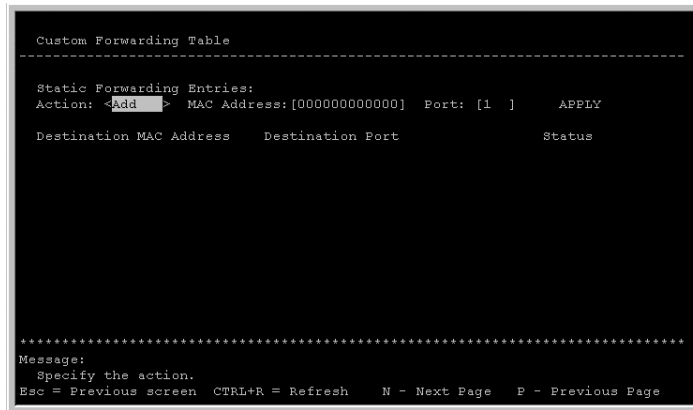 Custom Forwarding Table
Static Forwarding Entries:
Action: <Add > MAC Address:[000000000000] Port: [1 ] APPLY
Destination MAC Address Destination Port Status
********************************************************************************
Message:
Specify the action.
Esc = Previous screen CTRL+R = Refresh N - Next Page P - Previous Page